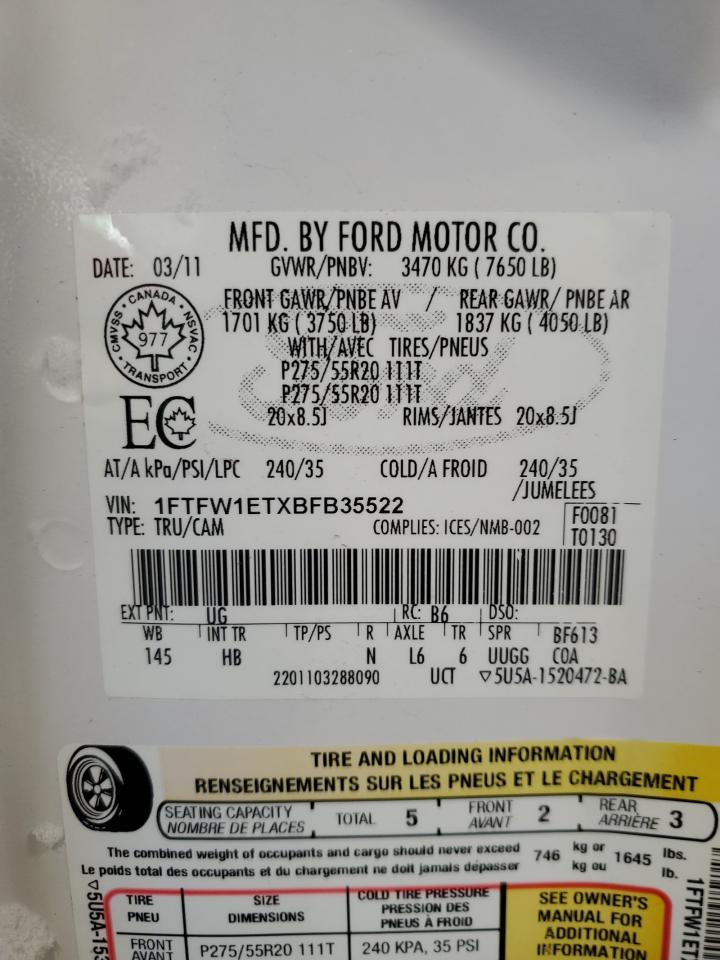 MFD. BY FORD MOTOR CO.
DATE: 03/11 GVWR/PNBV: 3470 KG ( 7650 LB)
FRONT GAWR/PNBE AV / REAR GAWR/ PNBE AR
1701 KG ( 3750 LB) 1837 KG ( 4050 LB)
WITH/AVEC TIRES/PNEUS
P275/55R20 111T
P275/55R20 111T
20x8.5J RIMS/JANTES 20x8.5J
CMVSS · CANADA · NSVAC
977
· TRANSPORT ·
EC
AT/A kPa/PSI/LPC 240/35 COLD/A FROID 240/35
/JUMELEES
VIN: 1FTFW1ETXBFB35522
TYPE: TRU/CAM COMPLIES: ICES/NMB-002
F0081
T0130
EXT PNT: UG RC: B6 DSO:
WB INT TR TP/PS R AXLE TR SPR BF613
145 HB N L6 6 UUGG COA
2201103288090 UCT ▽5U5A-1520472-BA
TIRE AND LOADING INFORMATION
RENSEIGNEMENTS SUR LES PNEUS ET LE CHARGEMENT
SEATING CAPACITY TOTAL 5 FRONT 2 REAR 3
NOMBRE DE PLACES AVANT ARRIÈRE
The combined weight of occupants and cargo should never exceed 746 kg or 1645 lbs.
Le poids total des occupants et du chargement ne doit jamais dépasser kg ou lb.
TIRE SIZE COLD TIRE PRESSURE
PNEU DIMENSIONS PRESSION DES
PNEUS À FROID
SEE OWNER'S
MANUAL FOR
ADDITIONAL
INFORMATION
FRONT P275/55R20 111T 240 KPA, 35 PSI
AVANT
▽5U5A-153
1FTFW1ET